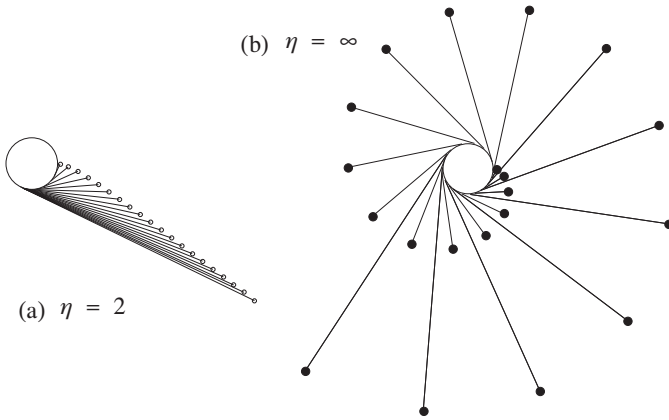 (b) η = ∞
(a) η = 2